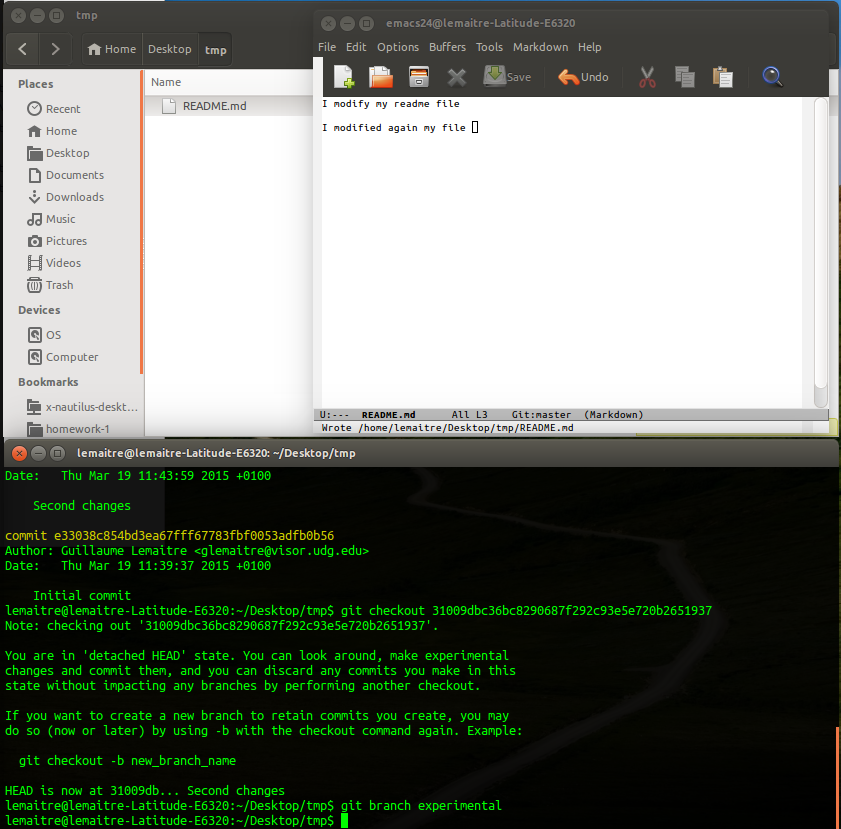 tmp
Home
Desktop
tmp
Places
Recent
Home
Desktop
Documents
Downloads
Music
Pictures
Videos
Trash
Devices
OS
Computer
Bookmarks
x-nautilus-deskt...
homework-1
Name
README.md
emacs24@lemaitre-Latitude-E6320
File Edit Options Buffers Tools Markdown Help
Save Undo
I modify my readme file
I modified again my file
U:--- README.md All L3 Git:master (Markdown)
Wrote /home/lemaitre/Desktop/tmp/README.md
lemaitre@lemaitre-Latitude-E6320: ~/Desktop/tmp
Date: Thu Mar 19 11:43:59 2015 +0100
Second changes
commit e33038c854bd3ea67fff67783fbf0053adfb0b56
Author: Guillaume Lemaitre <glemaitre@visor.udg.edu>
Date: Thu Mar 19 11:39:37 2015 +0100
Initial commit
lemaitre@lemaitre-Latitude-E6320:~/Desktop/tmp$ git checkout 31009dbc36bc8290687f292c93e5e720b2651937
Note: checking out '31009dbc36bc8290687f292c93e5e720b2651937'.
You are in 'detached HEAD' state. You can look around, make experimental
changes and commit them, and you can discard any commits you make in this
state without impacting any branches by performing another checkout.
If you want to create a new branch to retain commits you create, you may
do so (now or later) by using -b with the checkout command again. Example:
git checkout -b new_branch_name
HEAD is now at 31009db... Second changes
lemaitre@lemaitre-Latitude-E6320:~/Desktop/tmp$ git branch experimental
lemaitre@lemaitre-Latitude-E6320:~/Desktop/tmp$